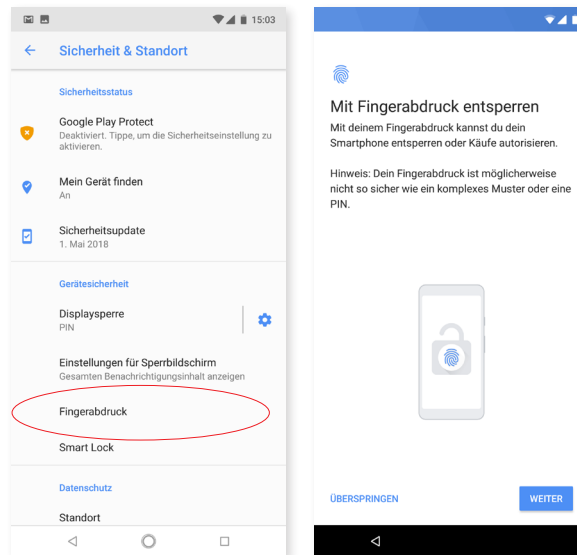 15:03
Sicherheit & Standort
Sicherheitsstatus
Google Play Protect
Deaktiviert. Tippe, um die Sicherheitseinstellung zu
aktivieren.
Mein Gerät finden
An
Sicherheitsupdate
1. Mai 2018
Gerätesicherheit
Displaysperre
PIN
Einstellungen für Sperrbildschirm
Gesamten Benachrichtigungsinhalt anzeigen
Fingerabdruck
Smart Lock
Datenschutz
Standort
Mit Fingerabdruck entsperren
Mit deinem Fingerabdruck kannst du dein
Smartphone entsperren oder Käufe autorisieren.
Hinweis: Dein Fingerabdruck ist möglicherweise
nicht so sicher wie ein komplexes Muster oder eine
PIN.
ÜBERSPRINGEN
WEITER